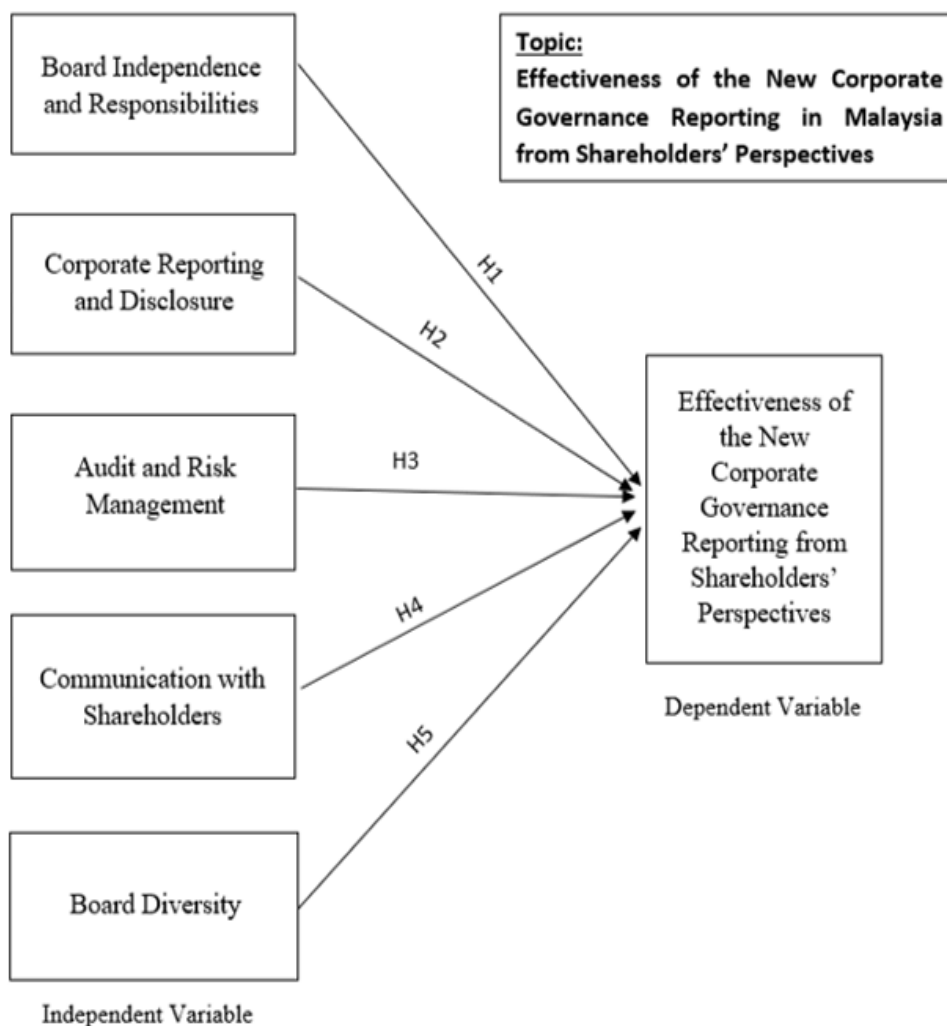 Board Independence
and Responsibilities
Topic:
Effectiveness of the New Corporate
Governance Reporting in Malaysia
from Shareholders’ Perspectives
Corporate Reporting
and Disclosure
Audit and Risk
Management
Communication with
Shareholders
Board Diversity
Independent Variable
H1
H2
H3
H4
H5
Effectiveness of
the New
Corporate
Governance
Reporting from
Shareholders’
Perspectives
Dependent Variable